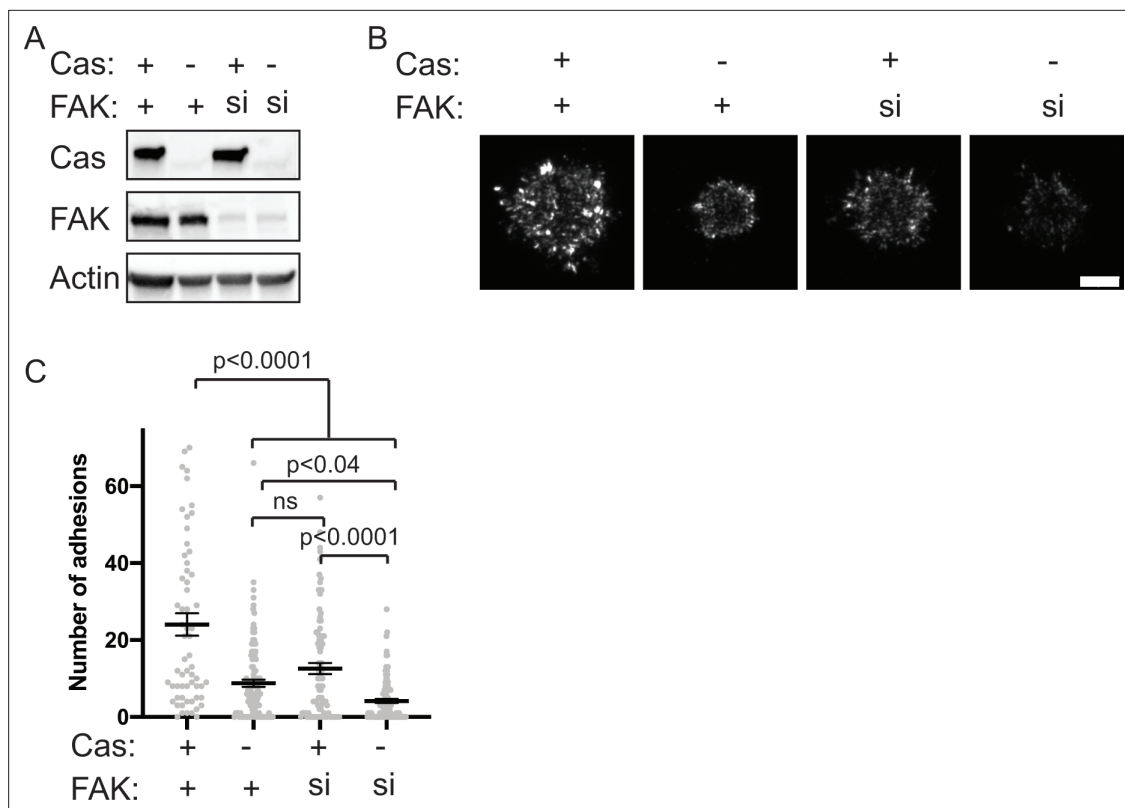 A
Cas: + - + -
FAK: + + si si
Cas
FAK
Actin
B
Cas: + - + -
FAK: + + si si
C
p<0.0001
p<0.04
ns
p<0.0001
Number of adhesions
60
40
20
0
Cas: + - + -
FAK: + + si si